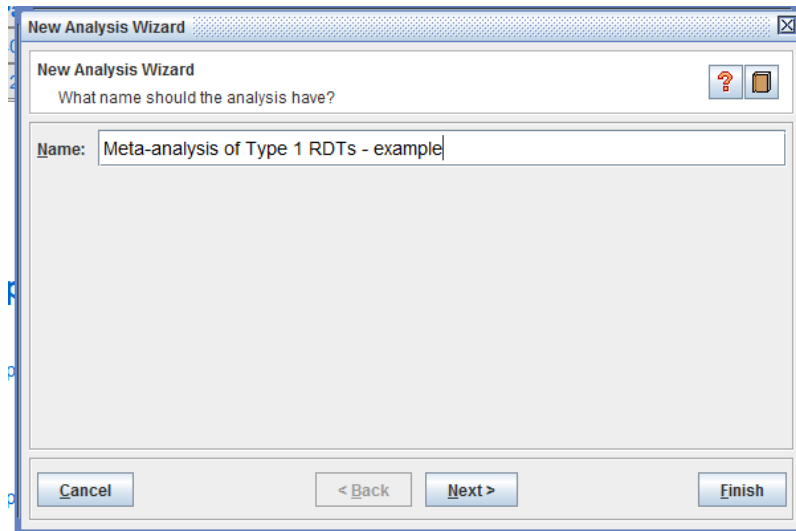 New Analysis Wizard
New Analysis Wizard
What name should the analysis have?
Name: Meta-analysis of Type 1 RDTs - example
Cancel < Back Next > Finish